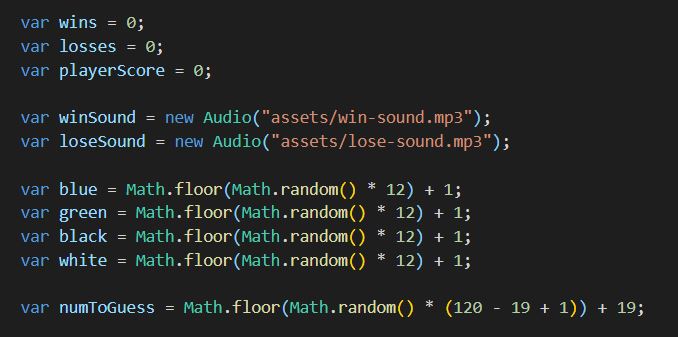 var wins = 0;
var losses = 0;
var playerScore = 0;
var winSound = new Audio("assets/win-sound.mp3");
var loseSound = new Audio("assets/lose-sound.mp3");
var blue = Math.floor(Math.random() * 12) + 1;
var green = Math.floor(Math.random() * 12) + 1;
var black = Math.floor(Math.random() * 12) + 1;
var white = Math.floor(Math.random() * 12) + 1;
var numToGuess = Math.floor(Math.random() * (120 - 19 + 1)) + 19;